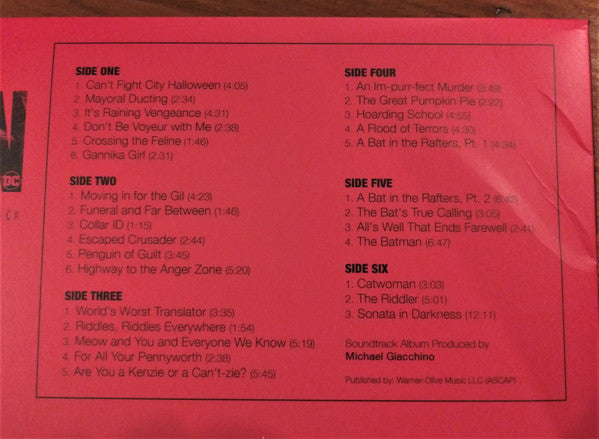 DC
CK
SIDE ONE
1. Can't Fight City Halloween (4:05)
2. Mayoral Ducting (2:34)
3. It's Raining Vengeance (4:31)
4. Don't Be Voyeur with Me (2:38)
5. Crossing the Feline (1:46)
6. Gannika Girl (2.31)
SIDE TWO
1. Moving in for the Gil (4:23)
2. Funeral and Far Between (1:46)
3. Collar ID (1:15)
4. Escaped Crusader (2:44)
5. Penguin of Guilt (3:45)
6. Highway to the Anger Zone (5:20)
SIDE THREE
1. World's Worst Translator (3:35)
2. Riddles, Riddles Everywhere (1:54)
3. Meow and You and Everyone We Know (5:19)
4. For All Your Pennyworth (2:38)
5. Are You a Kenzie or a Can't-zie? (5:45)
SIDE FOUR
1. An Im-purr-fect Murder (3:49)
2. The Great Pumpkin Pie (2:22)
3. Hoarding School (4:55)
4. A Flood of Terrors (4:30)
5. A Bat in the Rafters, Pt. 1 (4:34)
SIDE FIVE
1. A Bat in the Rafters, Pt. 2 (6:42)
2. The Bat's True Calling (3:05)
3. All's Well That Ends Farewell (2:41)
4. The Batman (6:47)
SIDE SIX
1. Catwoman (3:03)
2. The Riddler (5:01)
3. Sonata in Darkness (12:11)
Soundtrack Album Produced by
Michael Giacchino
Published by: Warner-Olive Music LLC (ASCAP)